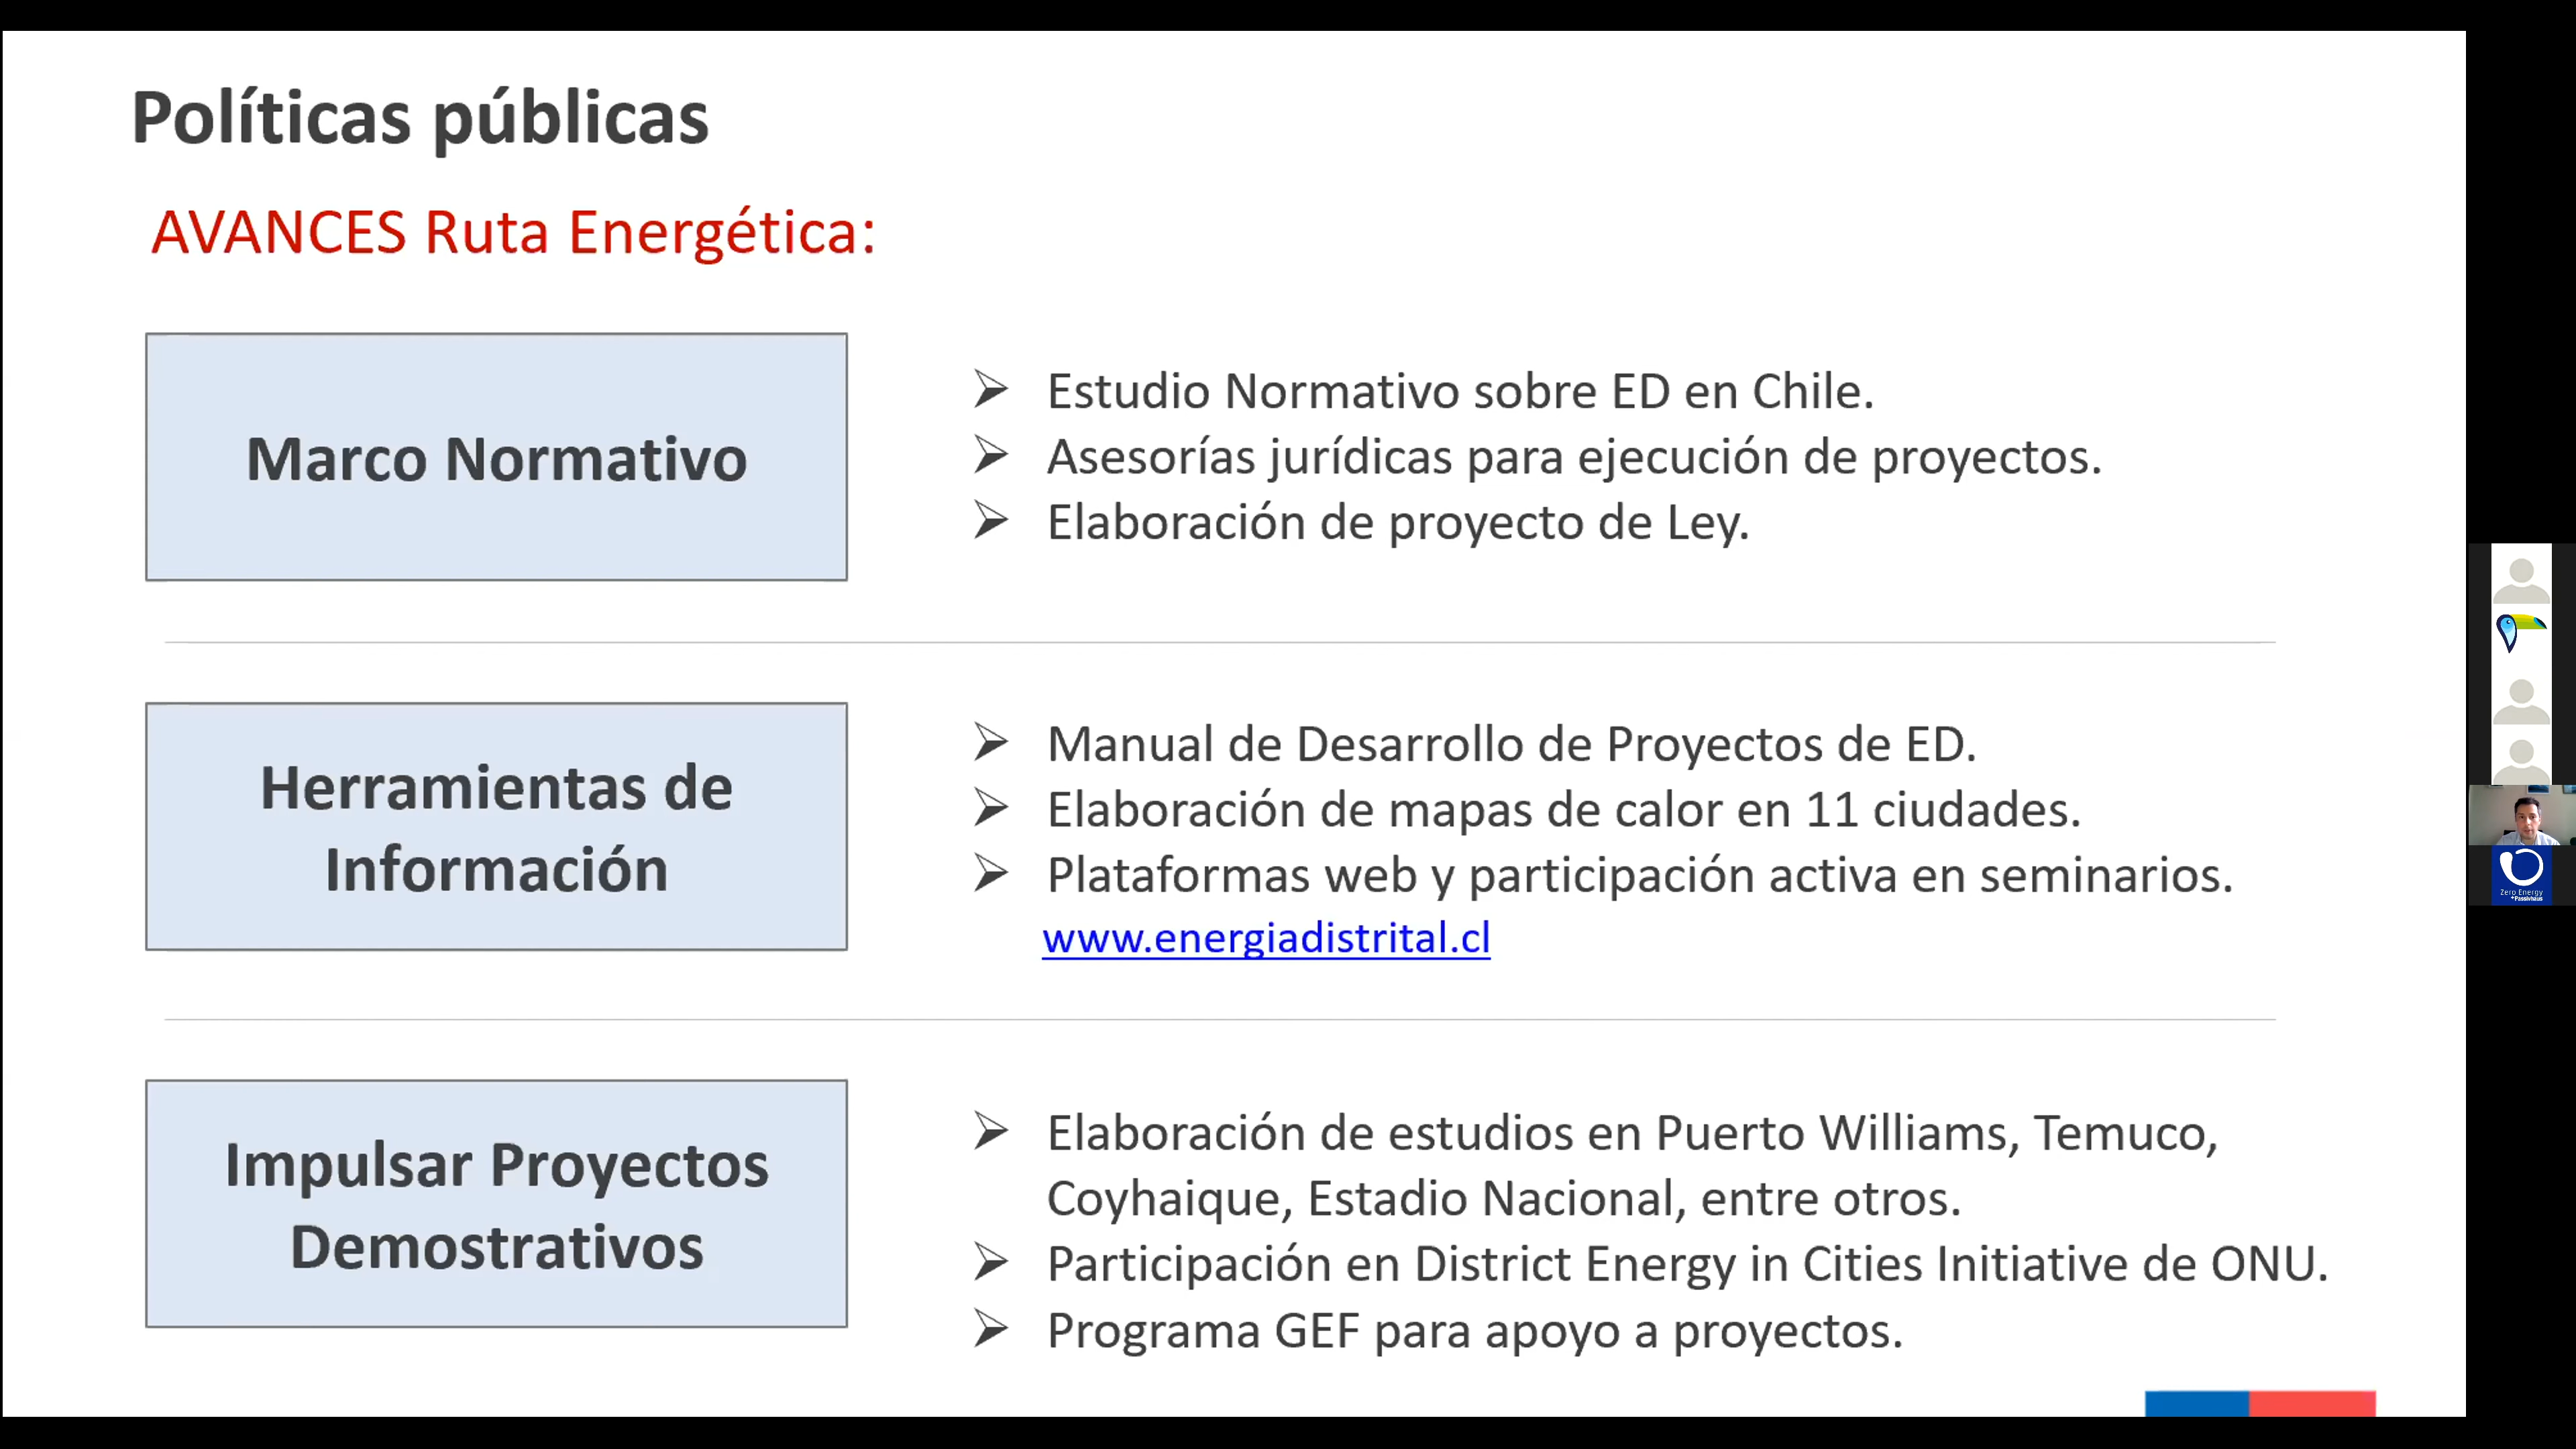 Políticas públicas
AVANCES Ruta Energética:
Marco Normativo
➢ Estudio Normativo sobre ED en Chile.
➢ Asesorías jurídicas para ejecución de proyectos.
➢ Elaboración de proyecto de Ley.
Herramientas de
Información
➢ Manual de Desarrollo de Proyectos de ED.
➢ Elaboración de mapas de calor en 11 ciudades.
➢ Plataformas web y participación activa en seminarios.
www.energiadistrital.cl
Impulsar Proyectos
Demostrativos
➢ Elaboración de estudios en Puerto Williams, Temuco,
Coyhaique, Estadio Nacional, entre otros.
➢ Participación en District Energy in Cities Initiative de ONU.
➢ Programa GEF para apoyo a proyectos.
Zero Energy
+Passivhaus